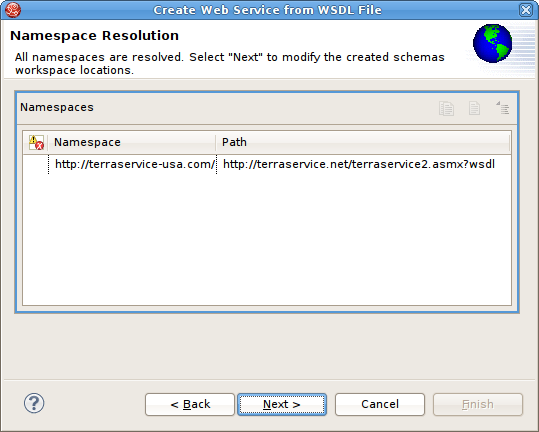 Create Web Service from WSDL File
Namespace Resolution
All namespaces are resolved. Select "Next" to modify the created schemas
workspace locations.
Namespaces
Namespace Path
http://terraservice-usa.com/ http://terraservice.net/terraservice2.asmx?wsdl
? < Back Next > Cancel Finish